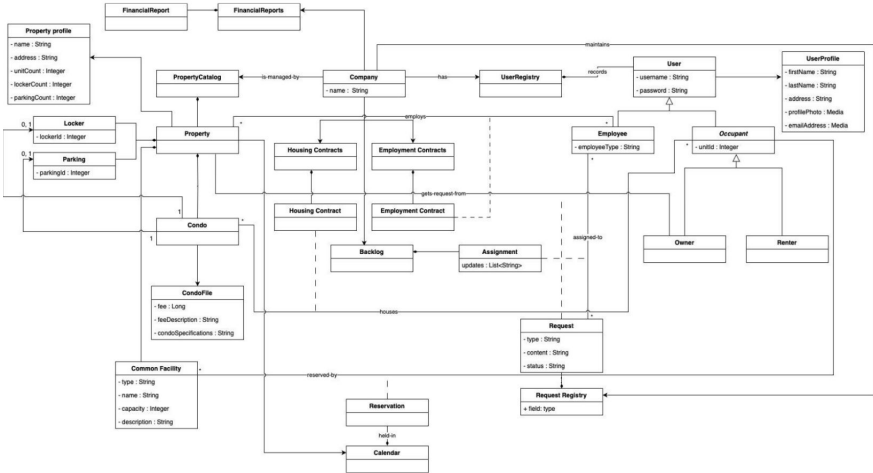 FinancialReport
FinancialReports
Property profile
- name : String
- address : String
- unitCount : Integer
- lockerCount : Integer
- parkingCount : Integer
PropertyCatalog
is managed-by
Company
- name : String
has
UserRegistry
records
maintains
User
- username : String
- password : String
UserProfile
- firstName : String
- lastName : String
- address : String
- profilePhoto : Media
- emailAddress : Media
0, 1
Locker
- lockerId : Integer
Property
*
employs
*
Employee
- employeeType : String
*
Occupant
- unitId : Integer
*
0, 1
Parking
- parkingId : Integer
Housing Contracts
Employment Contracts
gets request-from
Housing Contract
Employment Contract
1
*
Condo
1
assigned-to
Owner
Renter
Backlog
Assignment
updates : List<String>
CondoFile
- fee : Long
- feeDescription : String
- condoSpecifications : String
houses
*
Request
- type : String
- content : String
- status : String
Common Facility
*
- type : String
- name : String
- capacity : Integer
- description : String
reserved-by
Reservation
held-in
Calendar
Request Registry
+ field: type